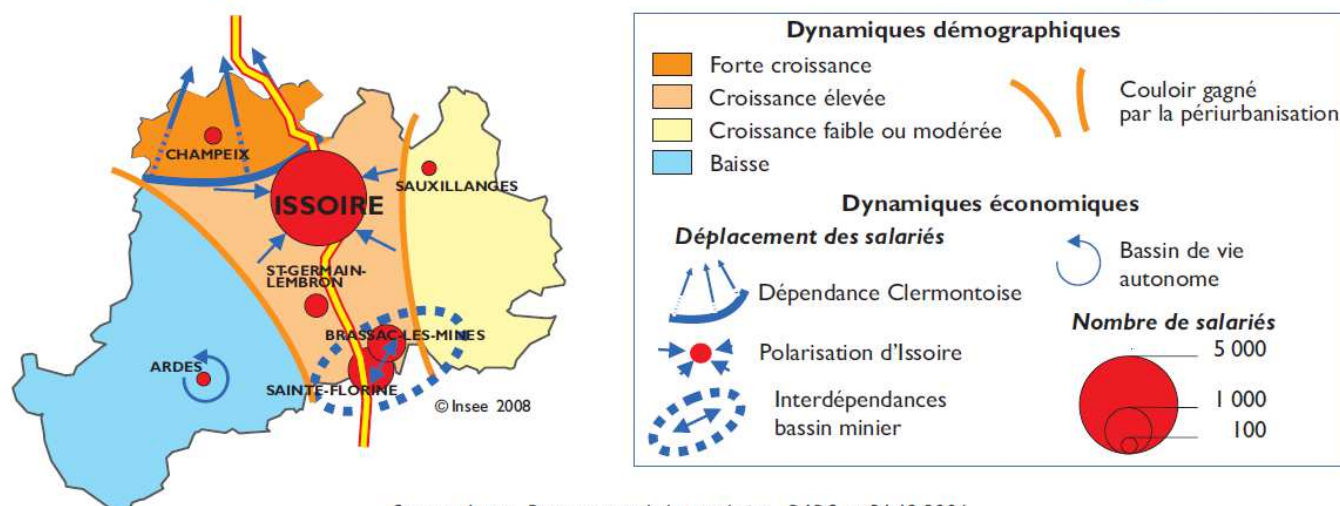 CHAMPEIX
SAUXILLANGES
ISSOIRE
ST-GERMAIN-
LEMBRON
BRASSAC-LES-MINES
ARDES
SAINTE-FLORINE
©Insee 2008
Dynamiques démographiques
Forte croissance
Croissance élevée
Croissance faible ou modérée
Baisse
Couloir gagné
par la périurbanisation
Dynamiques économiques
Déplacement des salariés
Dépendance Clermontoise
Polarisation d'Issoire
Interdépendances
bassin minier
Bassin de vie
autonome
Nombre de salariés
5 000
1 000
100